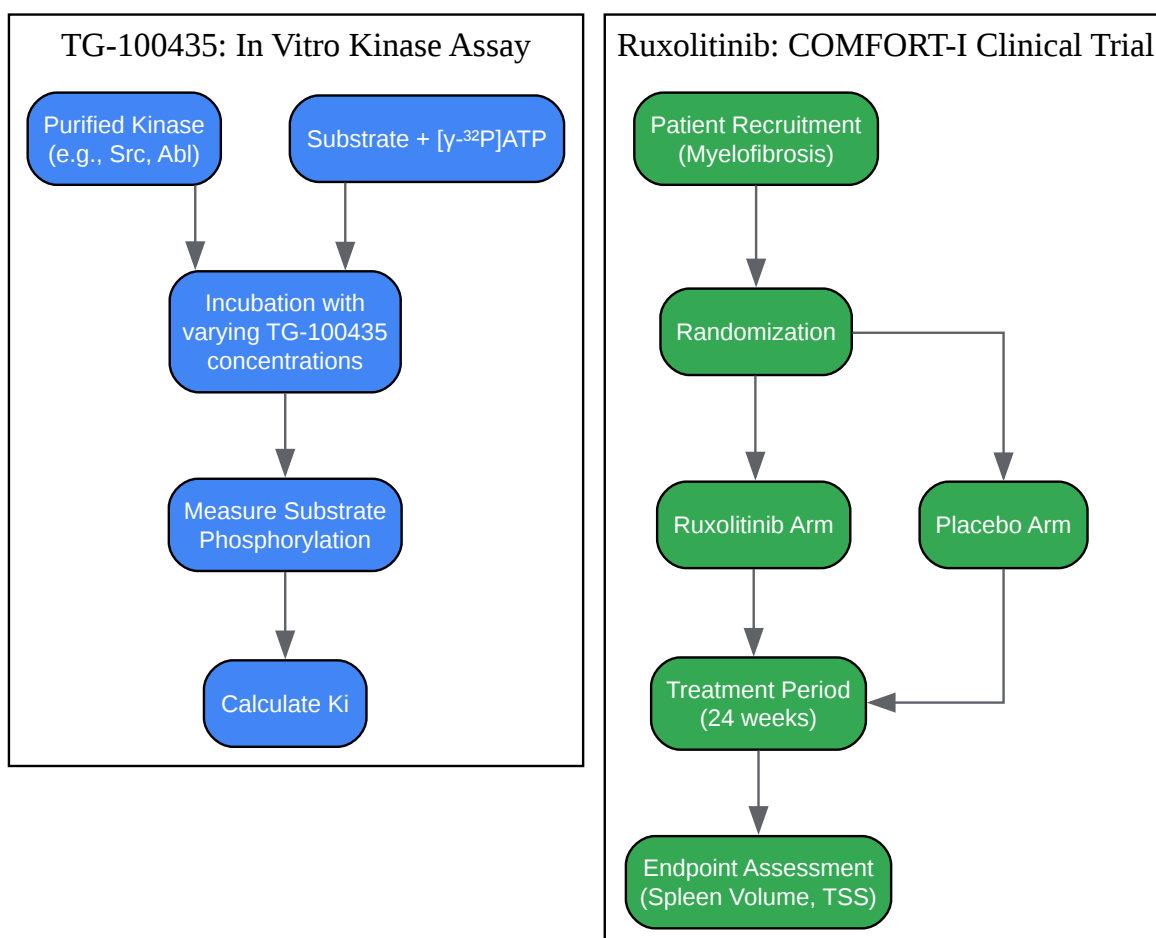 TG-100435: In Vitro Kinase Assay
Purified Kinase
(e.g., Src, Abl)
Substrate + [γ-³²P]ATP
Incubation with
varying TG-100435
concentrations
Measure Substrate
Phosphorylation
Calculate Ki
Ruxolitinib: COMFORT-I Clinical Trial
Patient Recruitment
(Myelofibrosis)
Randomization
Ruxolitinib Arm
Placebo Arm
Treatment Period
(24 weeks)
Endpoint Assessment
(Spleen Volume, TSS)